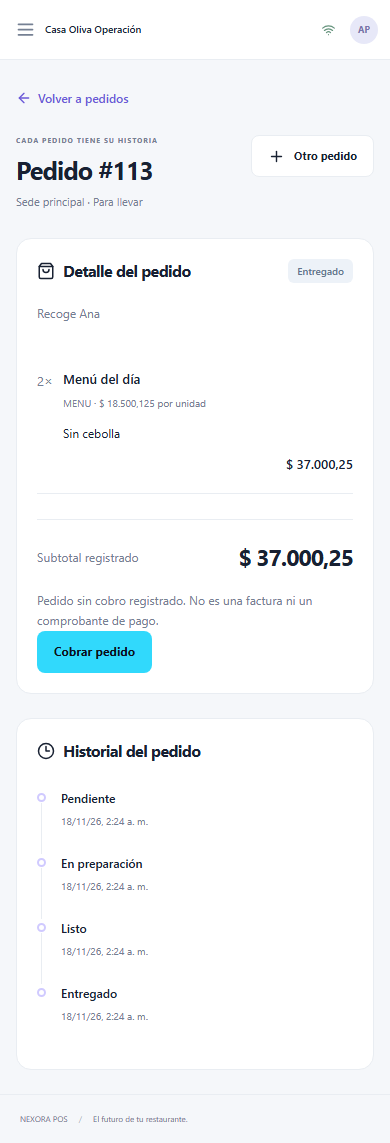 Casa Oliva Operación
AP
Volver a pedidos
CADA PEDIDO TIENE SU HISTORIA
Pedido #113
Otro pedido
Sede principal · Para llevar
Detalle del pedido
Entregado
Recoge Ana
2× Menú del día
MENU · $ 18.500,125 por unidad
Sin cebolla
$ 37.000,25
Subtotal registrado $ 37.000,25
Pedido sin cobro registrado. No es una factura ni un
comprobante de pago.
Cobrar pedido
Historial del pedido
Pendiente
18/11/26, 2:24 a. m.
En preparación
18/11/26, 2:24 a. m.
Listo
18/11/26, 2:24 a. m.
Entregado
18/11/26, 2:24 a. m.
NEXORA POS / El futuro de tu restaurante.